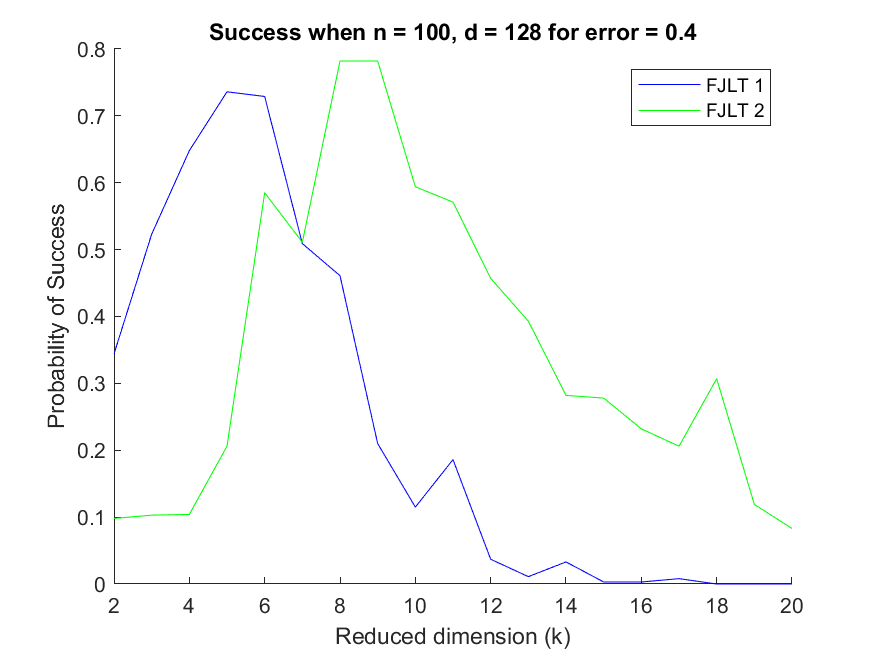 Success when n = 100, d = 128 for error = 0.4
FJLT 1
FJLT 2
Probability of Success
0.8
0.7
0.6
0.5
0.4
0.3
0.2
0.1
0
2 4 6 8 10 12 14 16 18 20
Reduced dimension (k)